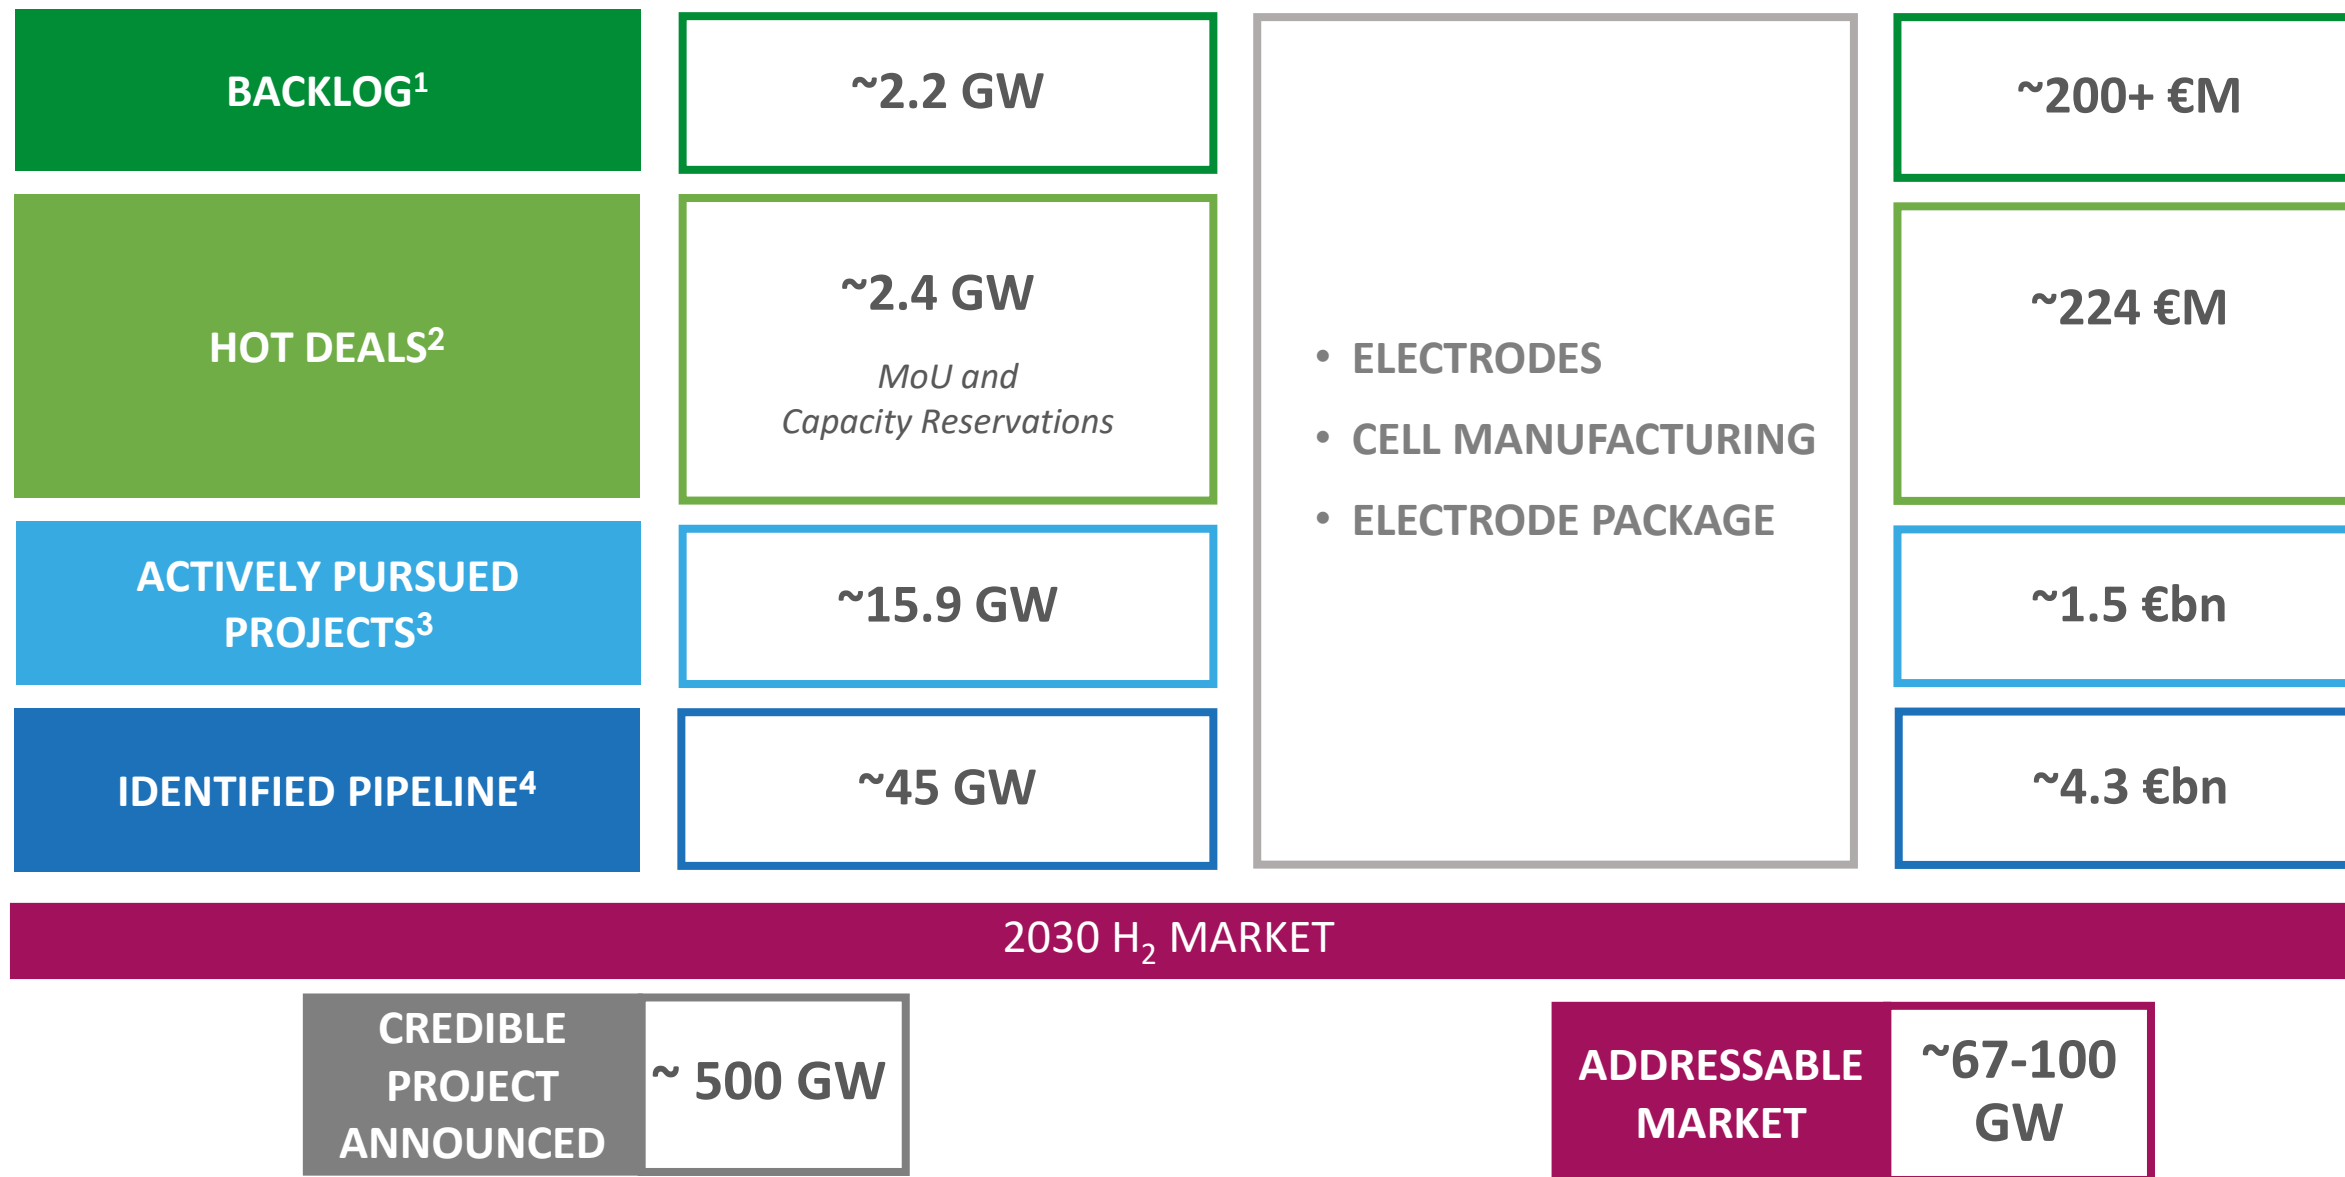 BACKLOG¹
~2.2 GW
~200+ €M
HOT DEALS²
~2.4 GW
MoU and
Capacity Reservations
~224 €M
• ELECTRODES
• CELL MANUFACTURING
• ELECTRODE PACKAGE
ACTIVELY PURSUED
PROJECTS³
~15.9 GW
~1.5 €bn
IDENTIFIED PIPELINE⁴
~45 GW
~4.3 €bn
2030 H₂ MARKET
CREDIBLE
PROJECT
ANNOUNCED
~ 500 GW
ADDRESSABLE
MARKET
~67-100
GW